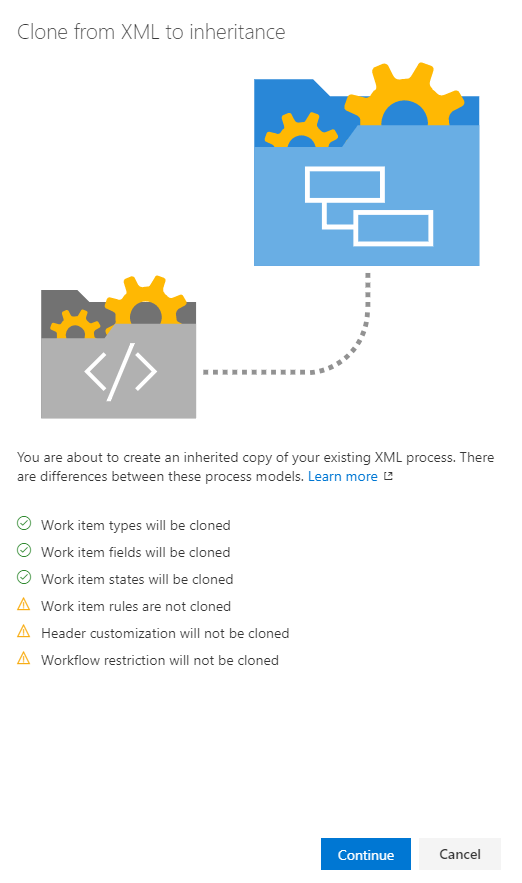 Clone from XML to inheritance
</>
You are about to create an inherited copy of your existing XML process. There
are differences between these process models. Learn more
Work item types will be cloned
Work item fields will be cloned
Work item states will be cloned
Work item rules are not cloned
Header customization will not be cloned
Workflow restriction will not be cloned
Continue Cancel